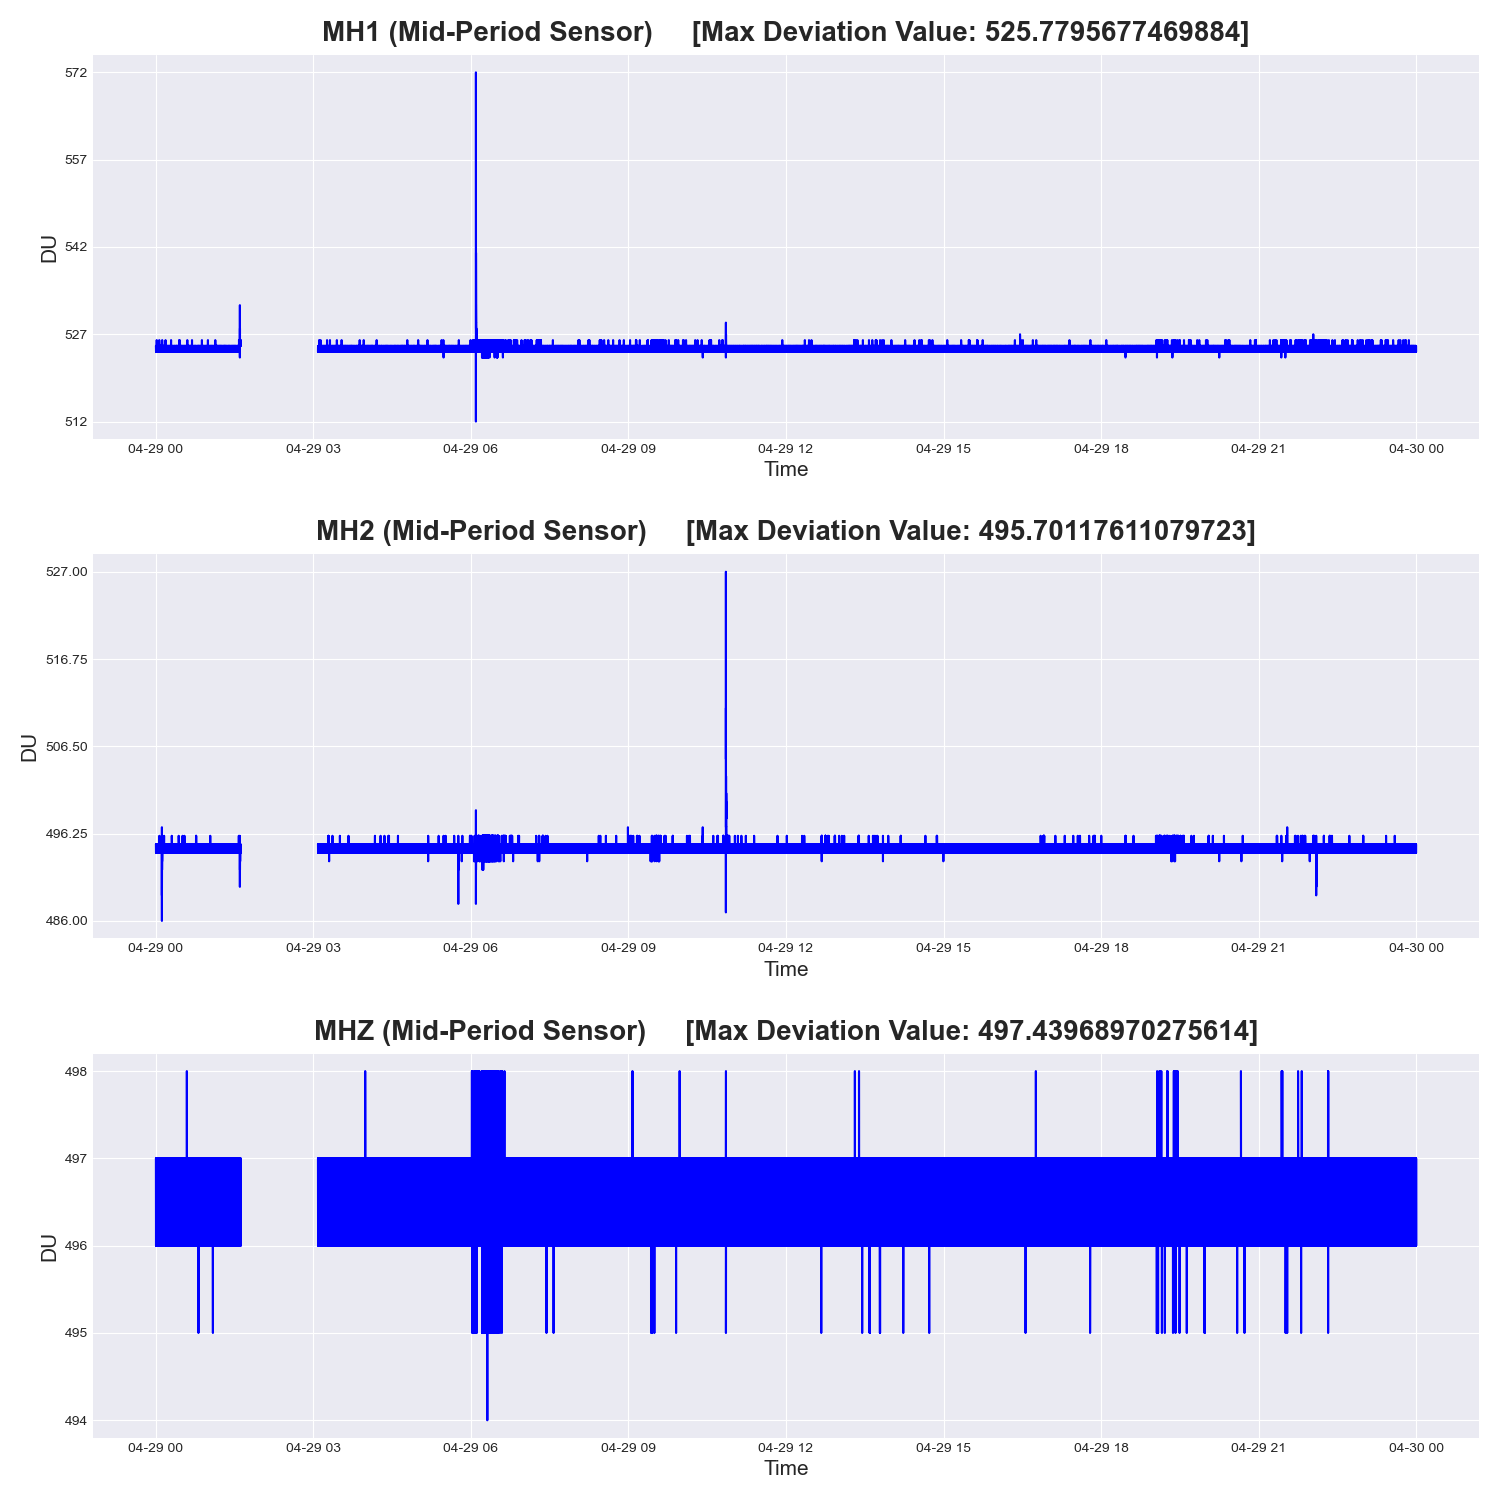 MH1 (Mid-Period Sensor) [Max Deviation Value: 525.7795677469884]
572
557
542
527
512
DU
04-29 00 04-29 03 04-29 06 04-29 09 04-29 12 04-29 15 04-29 18 04-29 21 04-30 00
Time
MH2 (Mid-Period Sensor) [Max Deviation Value: 495.70117611079723]
527.00
516.75
506.50
496.25
486.00
DU
04-29 00 04-29 03 04-29 06 04-29 09 04-29 12 04-29 15 04-29 18 04-29 21 04-30 00
Time
MHZ (Mid-Period Sensor) [Max Deviation Value: 497.43968970275614]
498
497
496
495
494
DU
04-29 00 04-29 03 04-29 06 04-29 09 04-29 12 04-29 15 04-29 18 04-29 21 04-30 00
Time